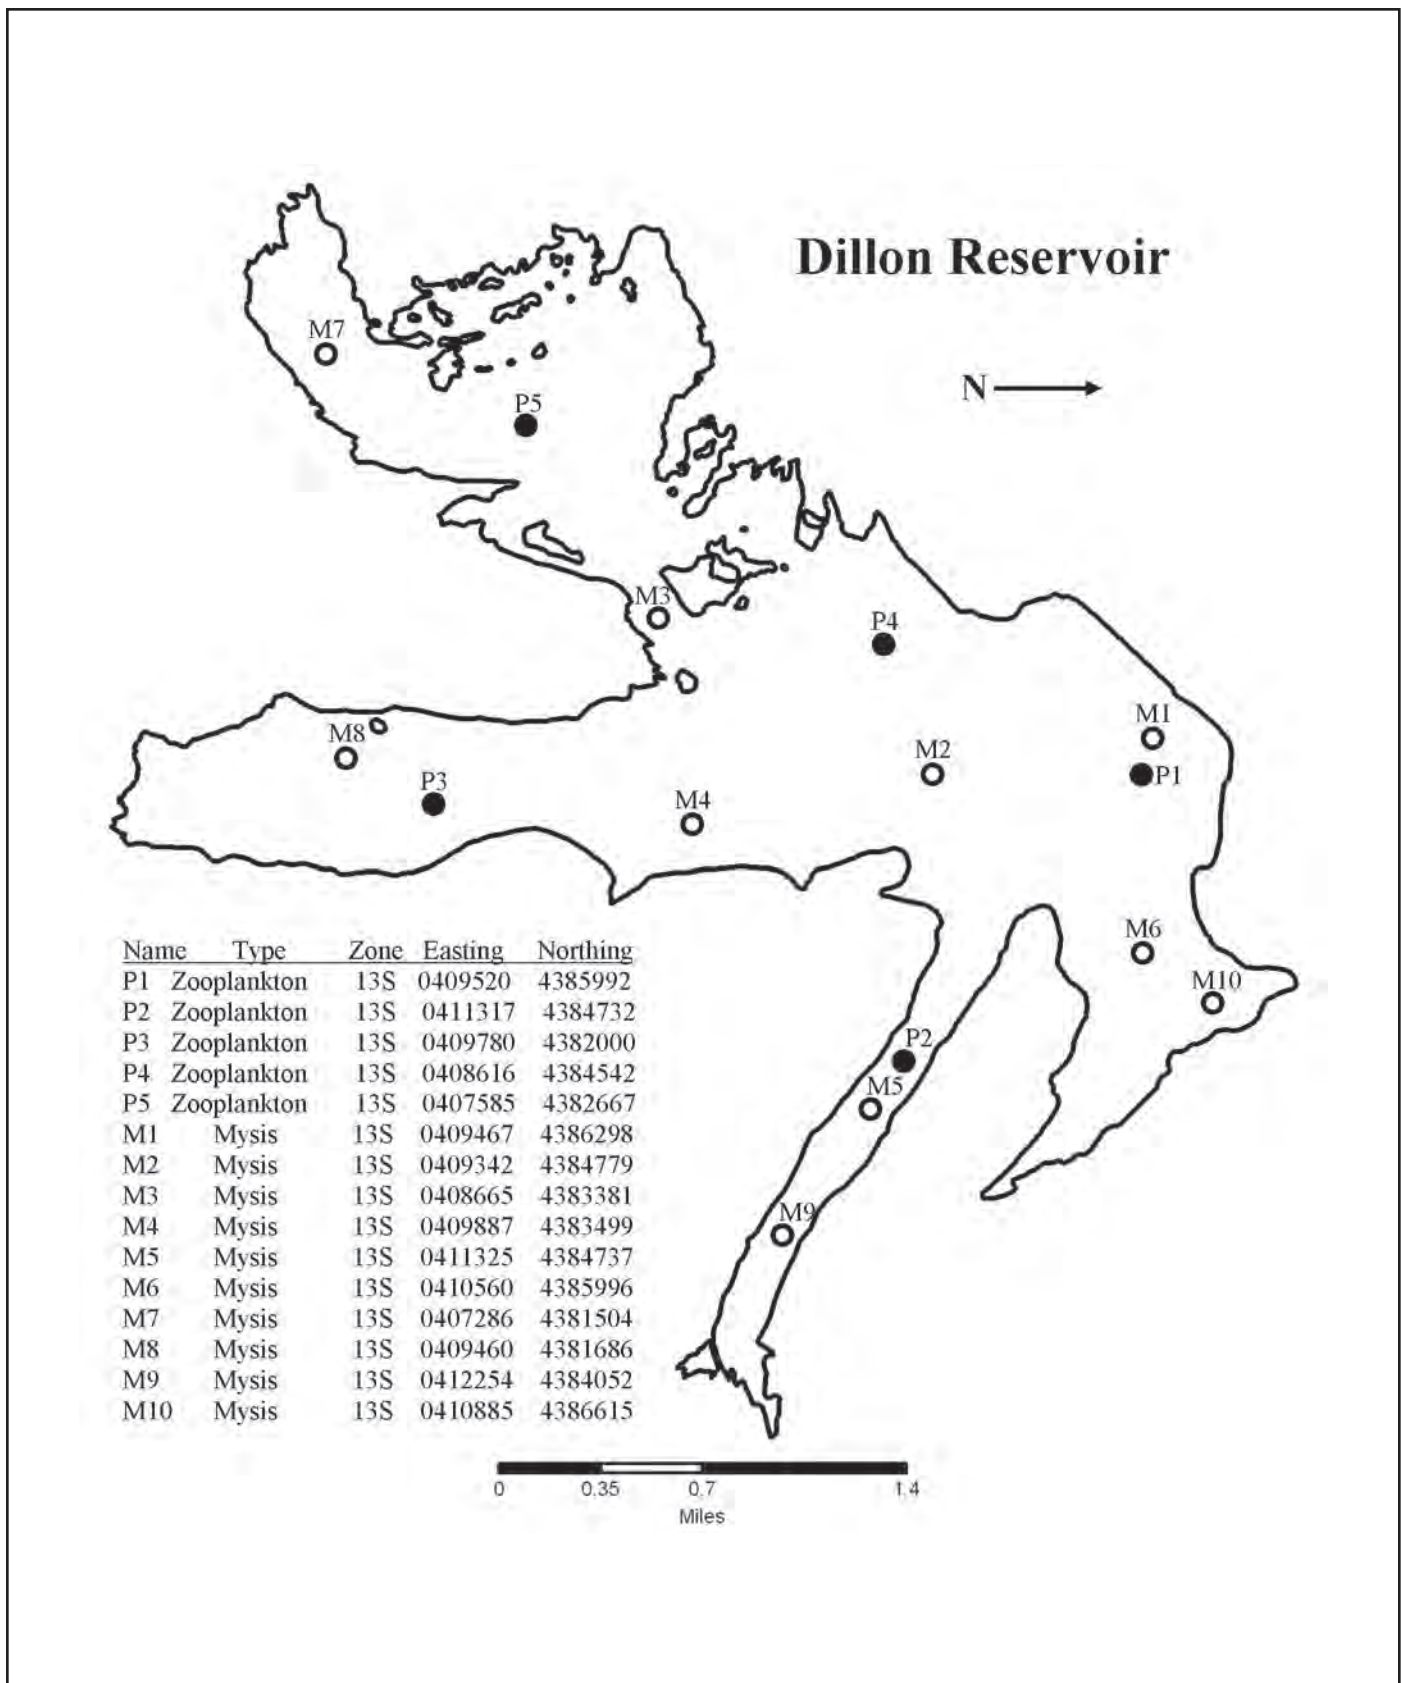 Dillon Reservoir
M7
N
P5
M3
P4
M1
M8
M2
P1
P3
M4
M6
M10
P2
M5
M9
Name Type Zone Easting Northing
P1 Zooplankton 13S 0409520 4385992
P2 Zooplankton 13S 0411317 4384732
P3 Zooplankton 13S 0409780 4382000
P4 Zooplankton 13S 0408616 4384542
P5 Zooplankton 13S 0407585 4382667
M1 Mysis 13S 0409467 4386298
M2 Mysis 13S 0409342 4384779
M3 Mysis 13S 0408665 4383381
M4 Mysis 13S 0409887 4383499
M5 Mysis 13S 0411325 4384737
M6 Mysis 13S 0410560 4385996
M7 Mysis 13S 0407286 4381504
M8 Mysis 13S 0409460 4381686
M9 Mysis 13S 0412254 4384052
M10 Mysis 13S 0410885 4386615
0 0.35 0.7 1.4
Miles